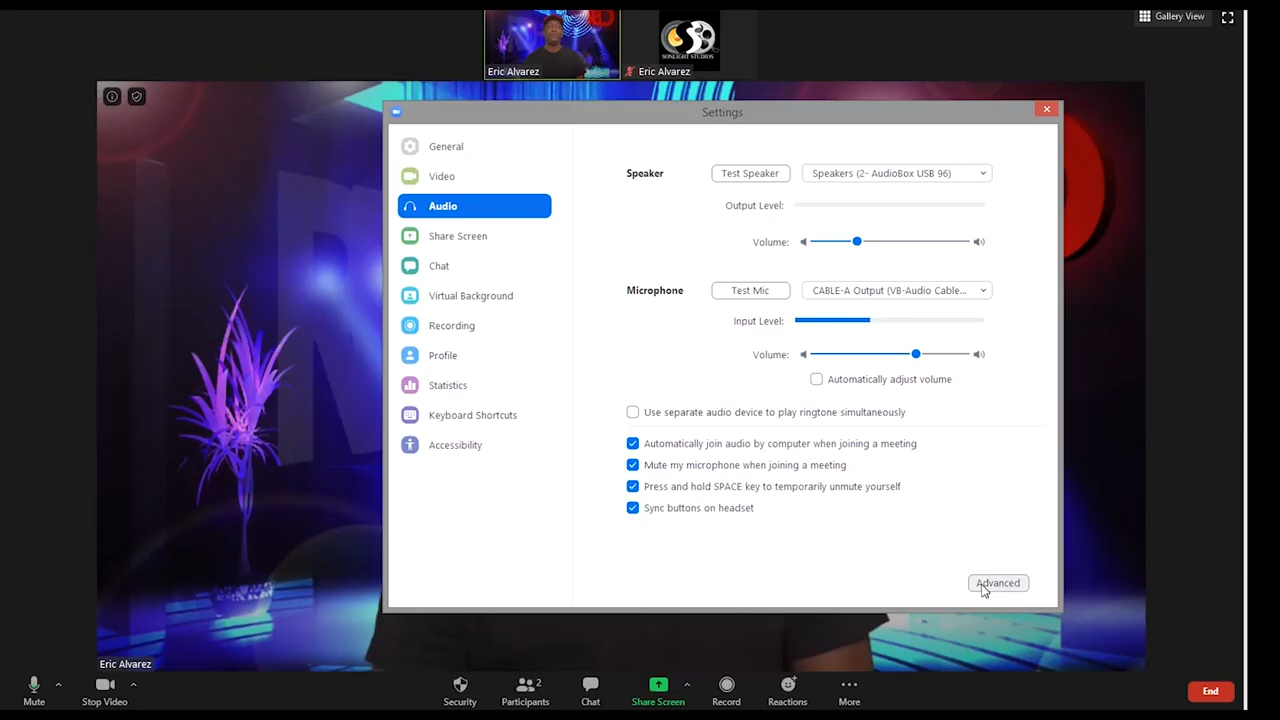 Gallery View
SONLIGHT STUDIOS
Eric Alvarez
Eric Alvarez
Settings
General
Video
Audio
Share Screen
Chat
Virtual Background
Recording
Profile
Statistics
Keyboard Shortcuts
Accessibility
Speaker
Test Speaker
Speakers (2- AudioBox USB 96)
Output Level:
Volume:
Microphone
Test Mic
CABLE-A Output (VB-Audio Cable...
Input Level:
Volume:
Automatically adjust volume
Use separate audio device to play ringtone simultaneously
Automatically join audio by computer when joining a meeting
Mute my microphone when joining a meeting
Press and hold SPACE key to temporarily unmute yourself
Sync buttons on headset
Advanced
Eric Alvarez
Mute
Stop Video
Security
Participants
2
Chat
Share Screen
Record
Reactions
More
End